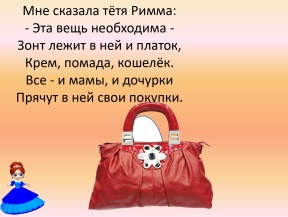 Мне сказала тётя Римма:
- Эта вещь необходима -
Зонт лежит в ней и платок,
Крем, помада, кошелёк.
Все - и мамы, и дочурки
Прячут в ней свои покупки.